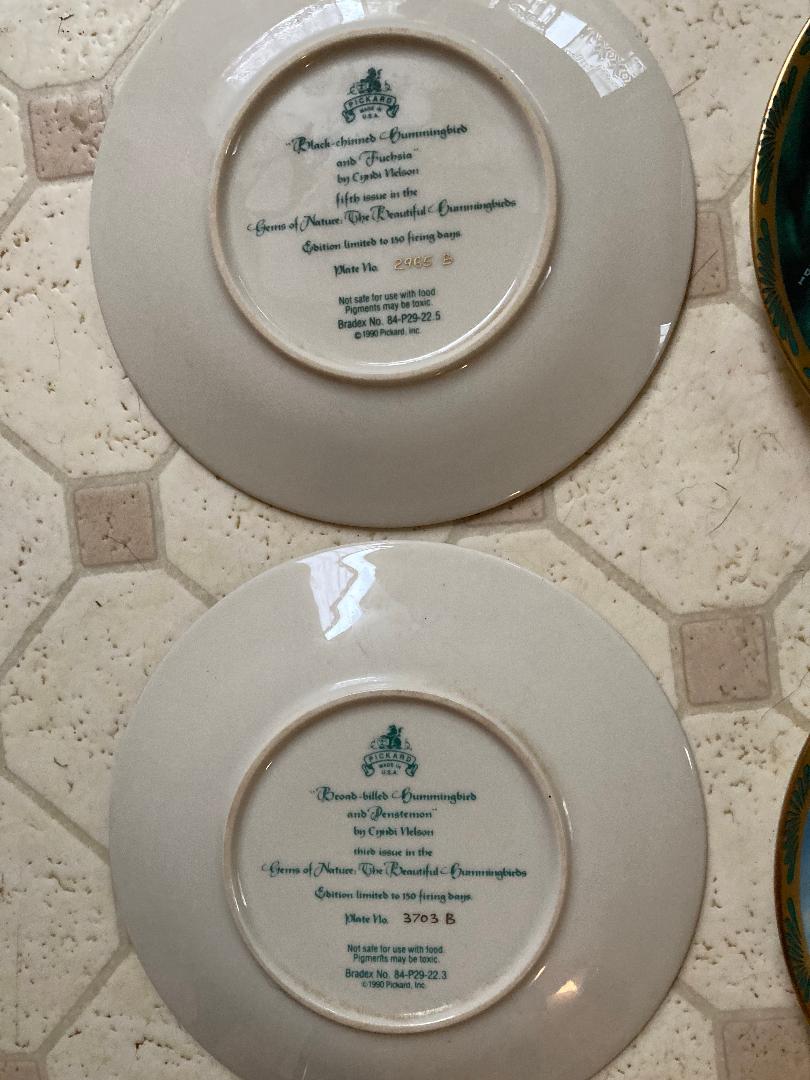 PICKARD
MADE IN
U.S.A.
"Black-chinned Hummingbird
and Fuchsia"
by Cyndi Nelson
fifth issue in the
Gems of Nature: The Beautiful Hummingbirds
Edition limited to 150 firing days.
Plate No. 2965 B
Not safe for use with food.
Pigments may be toxic.
Bradex No. 84-P29-22.5
©1990 Pickard, Inc.
PICKARD
MADE IN
U.S.A.
"Broad-billed Hummingbird
and Penstemon"
by Cyndi Nelson
third issue in the
Gems of Nature: The Beautiful Hummingbirds
Edition limited to 150 firing days.
Plate No. 3703 B
Not safe for use with food.
Pigments may be toxic.
Bradex No. 84-P29-22.3
©1990 Pickard, Inc.